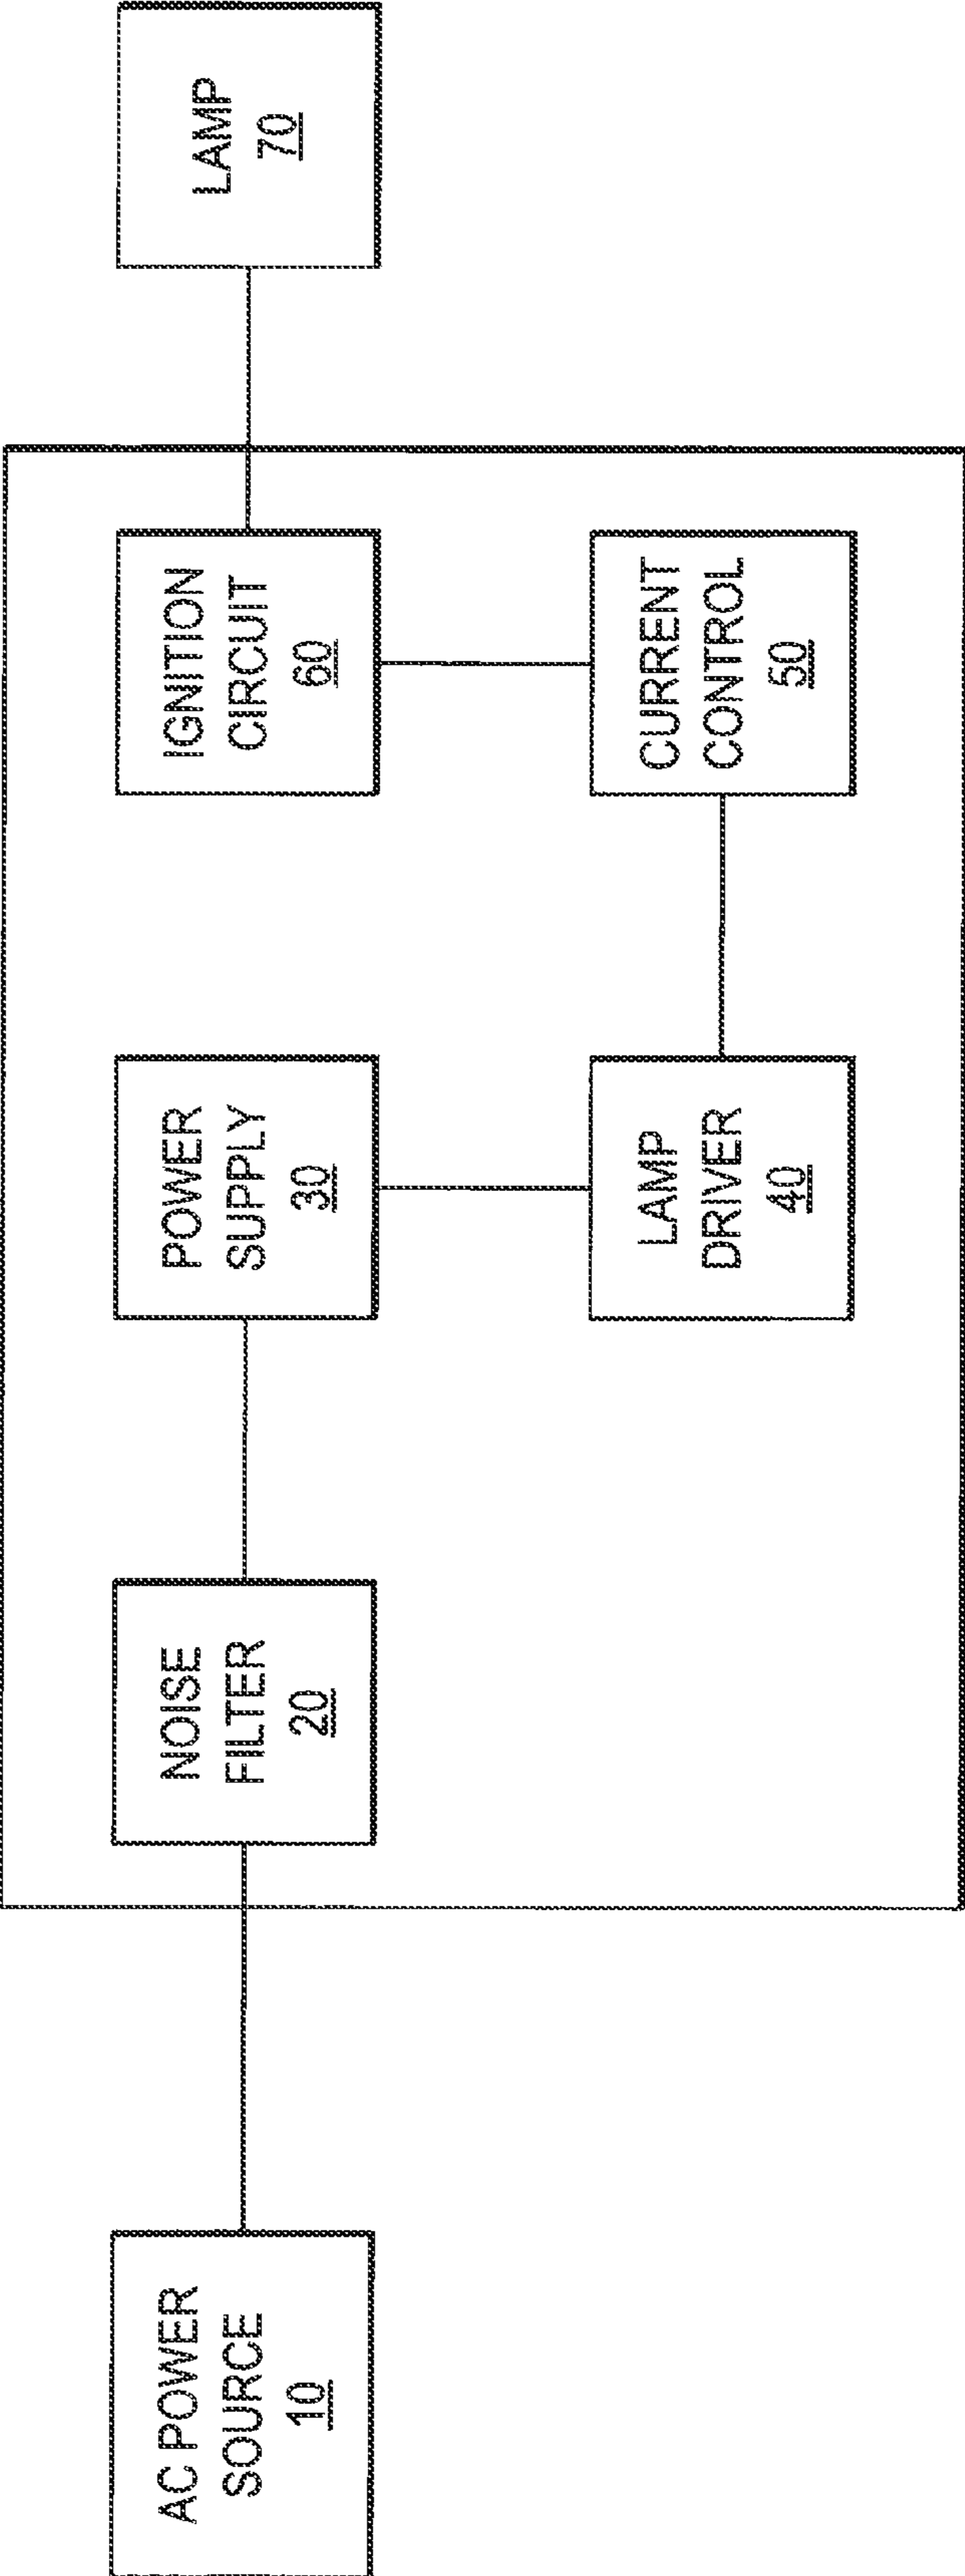 AC POWER
SOURCE
10
NOISE
FILTER
20
POWER
SUPPLY
30
LAMP
DRIVER
40
CURRENT
CONTROL
50
IGNITION
CIRCUIT
60
LAMP
70